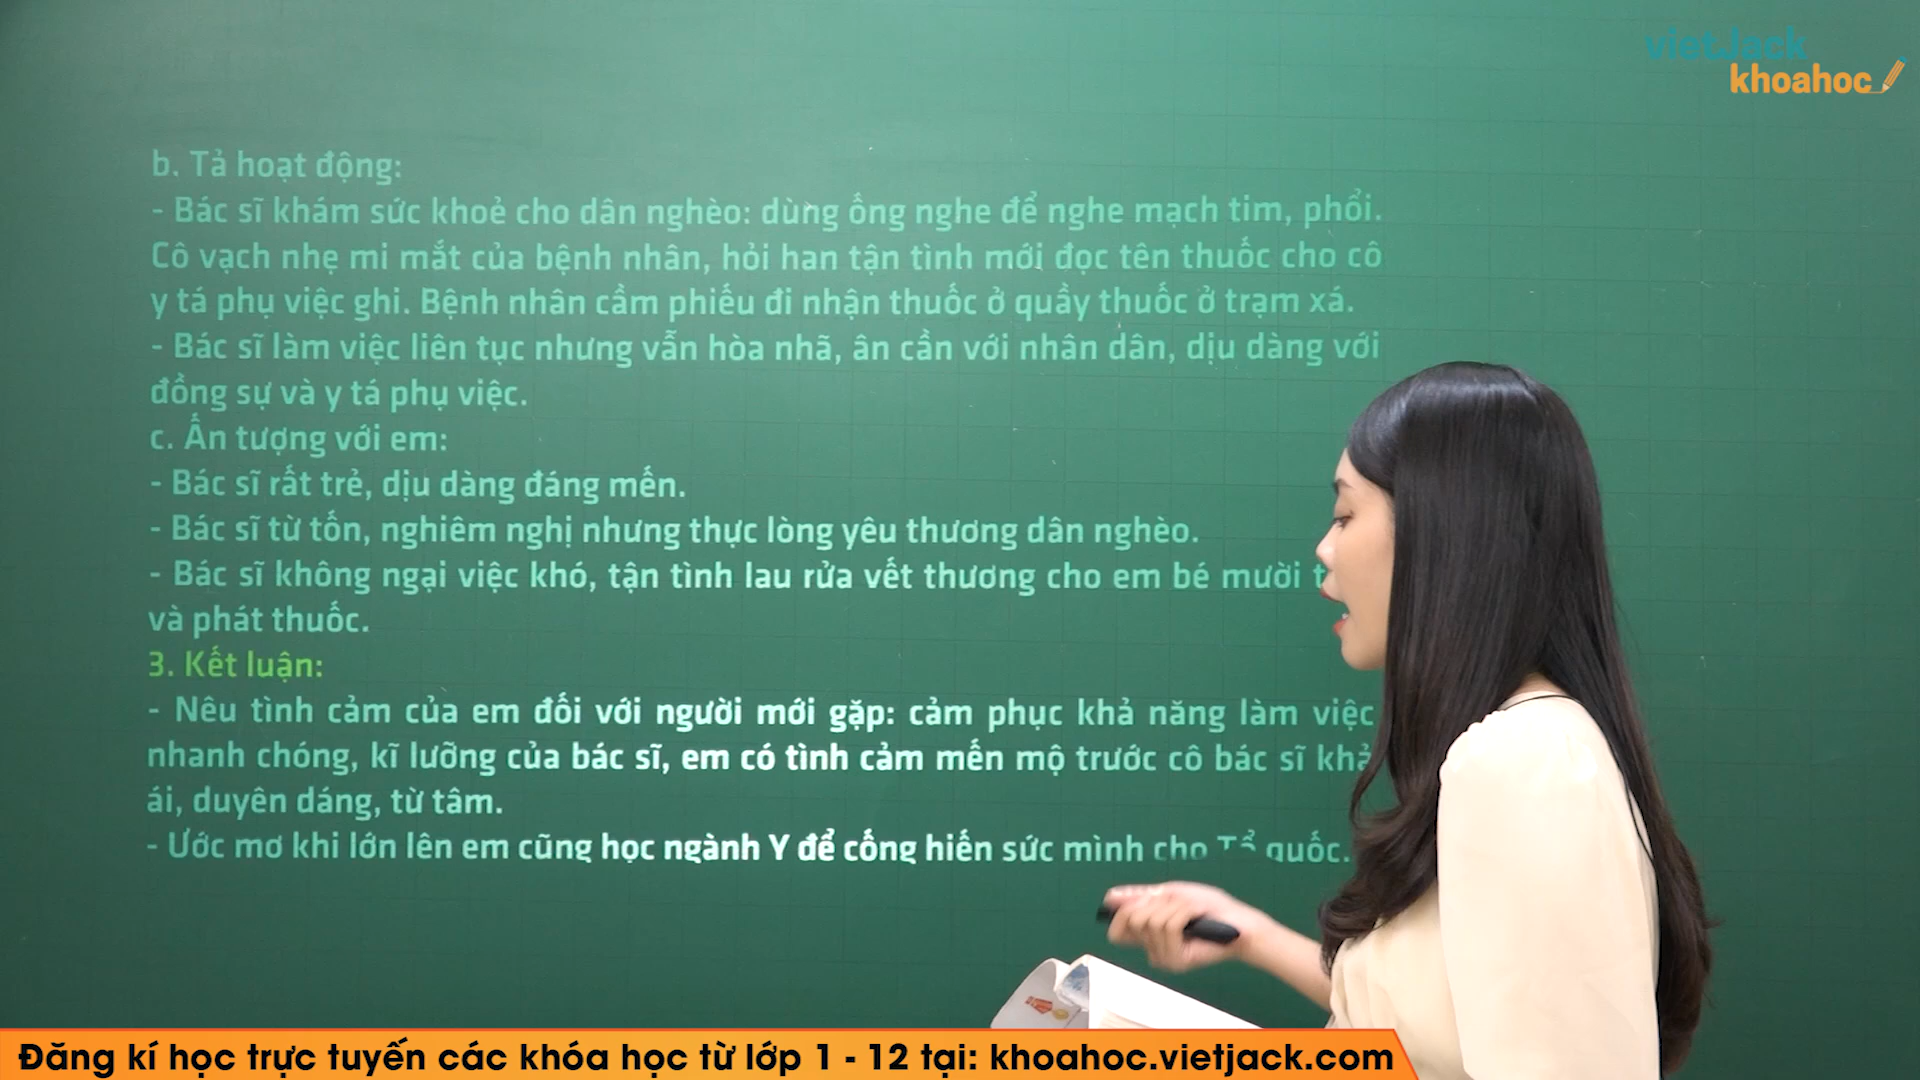 vietJack
khoahoc
b. Tả hoạt động:
- Bác sĩ khám sức khoẻ cho dân nghèo: dùng ống nghe để nghe mạch tim, phổi.
Cô vạch nhẹ mi mắt của bệnh nhân, hỏi han tận tình mới đọc tên thuốc cho cô
y tá phụ việc ghi. Bệnh nhân cầm phiếu đi nhận thuốc ở quầy thuốc ở trạm xá.
- Bác sĩ làm việc liên tục nhưng vẫn hòa nhã, ân cần với nhân dân, dịu dàng với
đồng sự và y tá phụ việc.
c. Ấn tượng với em:
- Bác sĩ rất trẻ, dịu dàng đáng mến.
- Bác sĩ từ tốn, nghiêm nghị nhưng thực lòng yêu thương dân nghèo.
- Bác sĩ không ngại việc khó, tận tình lau rửa vết thương cho em bé mười
và phát thuốc.
3. Kết luận:
- Nêu tình cảm của em đối với người mới gặp: cảm phục khả năng làm việc
nhanh chóng, kĩ lưỡng của bác sĩ, em có tình cảm mến mộ trước cô bác sĩ khả
ái, duyên dáng, từ tâm.
- Ước mơ khi lớn lên em cũng học ngành Y để cống hiến sức mình cho Tổ quốc.
Đăng kí học trực tuyến các khóa học từ lớp 1 - 12 tại: khoahoc.vietjack.com